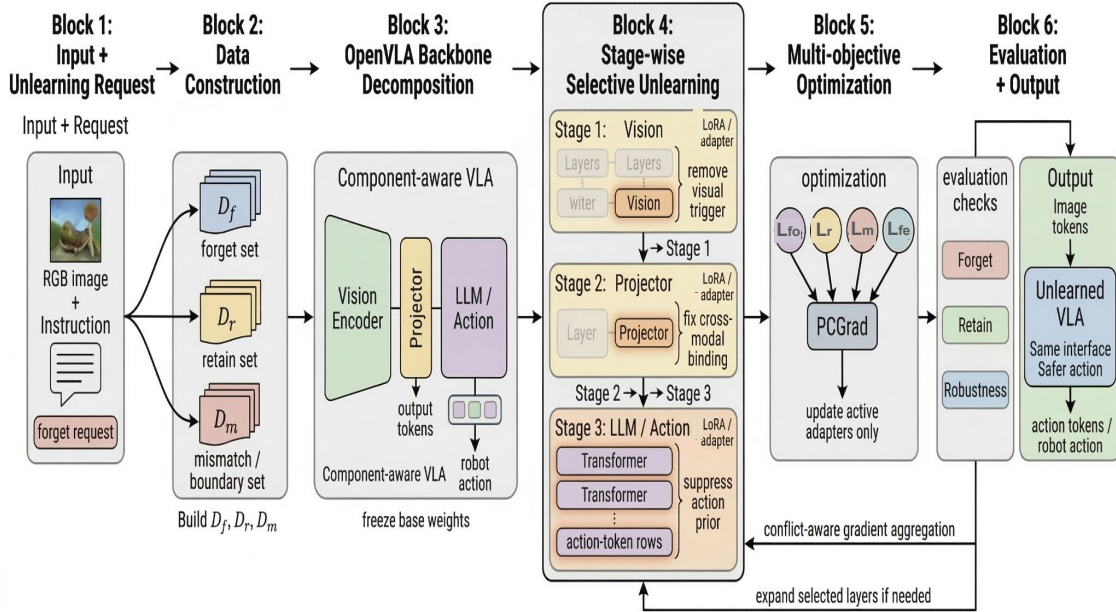 Block 1:
Input +
Unlearning Request
Block 2:
Data
Construction
Block 3:
OpenVLA Backbone
Decomposition
Block 4:
Stage-wise
Selective Unlearning
Block 5:
Multi-objective
Optimization
Block 6:
Evaluation
+ Output
Input + Request
Input
RGB image
+
Instruction
forget request
D_f
forget set
D_r
retain set
D_m
mismatch /
boundary set
Build D_f, D_r, D_m
Component-aware VLA
Vision
Encoder
Projector
LLM /
Action
output
tokens
Component-aware VLA
robot
action
freeze base weights
Stage 1: Vision
LoRA /
adapter
Layers
Layers
witer
Vision
remove
visual
trigger
Stage 1
Stage 2: Projector
LoRA /
adapter
Layer
Projector
fix cross-
modal
binding
Stage 2
Stage 3
Stage 3: LLM / Action
LoRA /
adapter
Transformer
Transformer
action-token rows
suppress
action
prior
optimization
L_fo
L_r
L_m
L_fe
PCGrad
update active
adapters only
evaluation
checks
Forget
Retain
Robustness
Output
Image
tokens
Unlearned
VLA
Same interface
Safer action
action tokens /
robot action
conflict-aware gradient aggregation
expand selected layers if needed